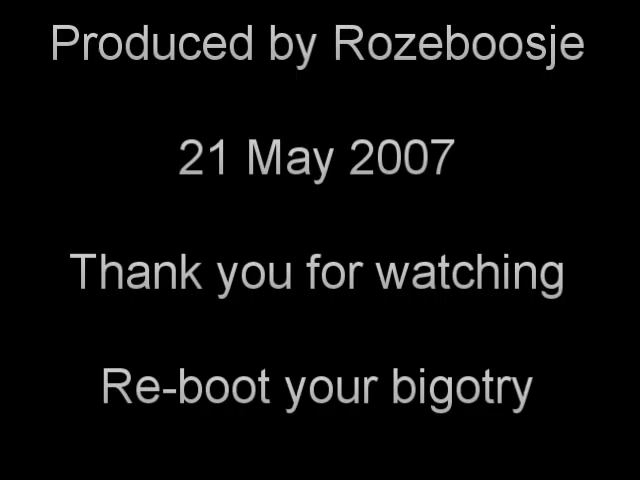 Produced by Rozeboosje
21 May 2007
Thank you for watching
Re-boot your bigotry